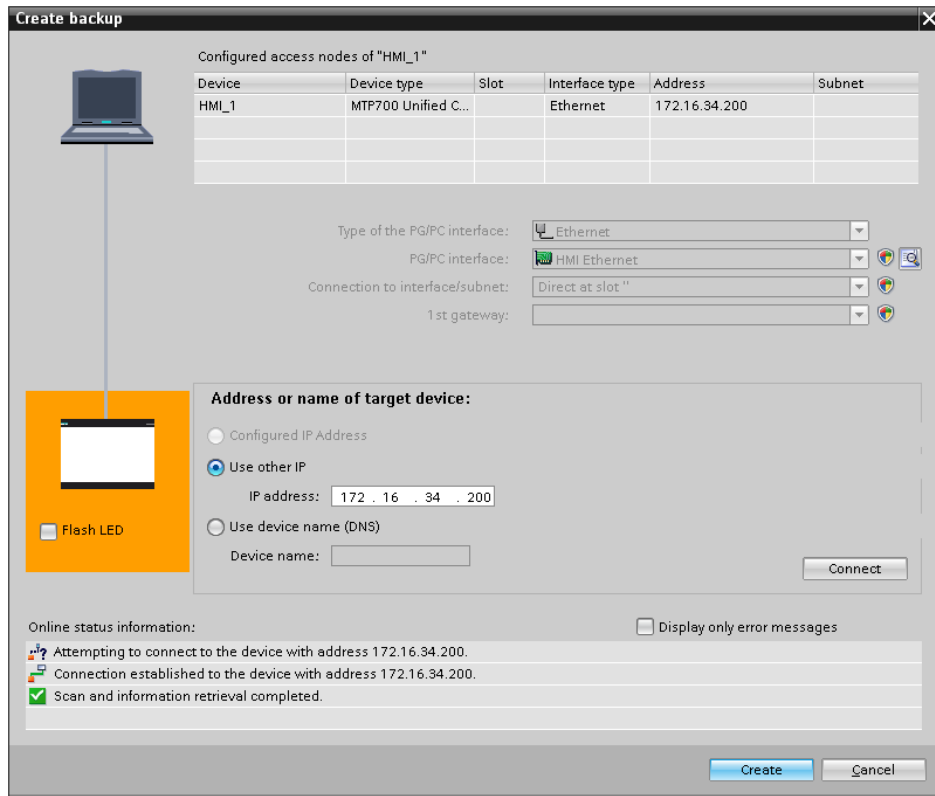 Create backup
Configured access nodes of "HMI_1"
Device Device type Slot Interface type Address Subnet
HMI_1 MTP700 Unified C... Ethernet 172.16.34.200
Type of the PG/PC interface: Ethernet
PG/PC interface: HMI Ethernet
Connection to interface/subnet: Direct at slot ''
1st gateway:
Address or name of target device:
Configured IP Address
Use other IP
IP address: 172 . 16 . 34 . 200
Flash LED
Use device name (DNS)
Device name:
Connect
Online status information:
Display only error messages
Attempting to connect to the device with address 172.16.34.200.
Connection established to the device with address 172.16.34.200.
Scan and information retrieval completed.
Create Cancel